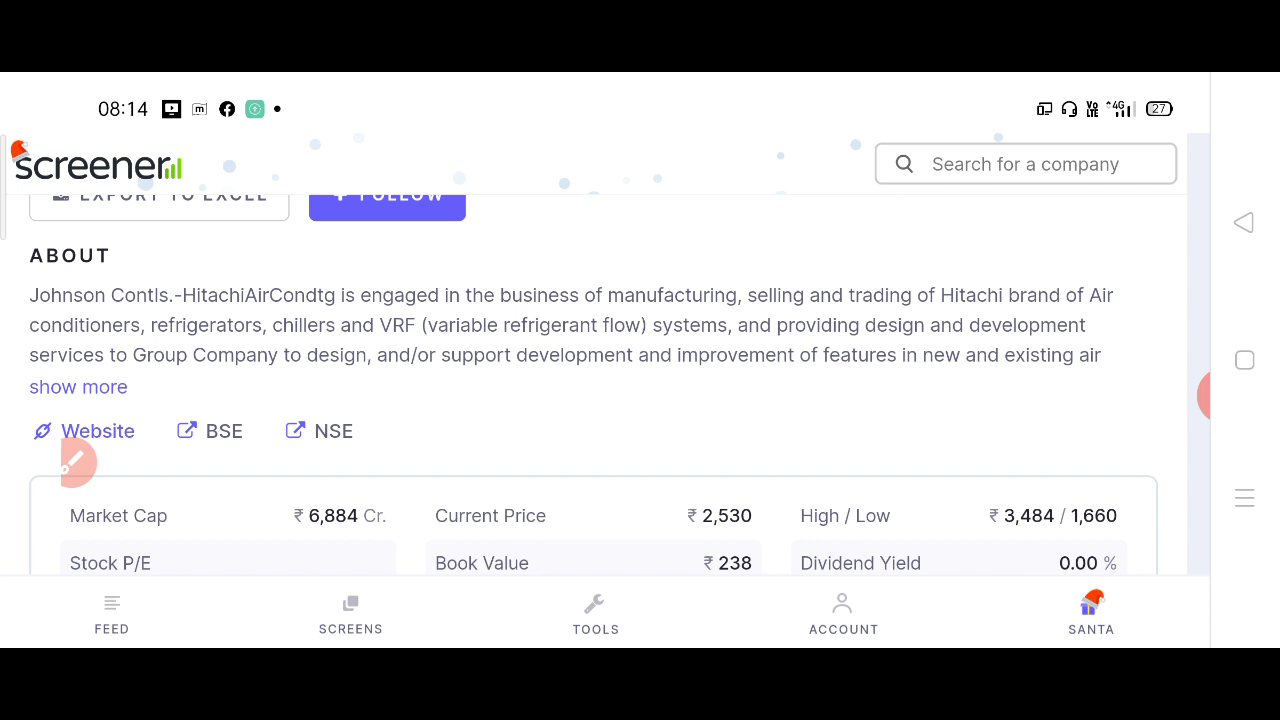 08:14
m
Vo LTE
4G
27
screener
Search for a company
EXPORT TO EXCEL
FOLLOW
ABOUT
Johnson Contls.-HitachiAirCondtg is engaged in the business of manufacturing, selling and trading of Hitachi brand of Air
conditioners, refrigerators, chillers and VRF (variable refrigerant flow) systems, and providing design and development
services to Group Company to design, and/or support development and improvement of features in new and existing air
show more
Website BSE NSE
Market Cap ₹ 6,884 Cr. Current Price ₹ 2,530 High / Low ₹ 3,484 / 1,660
Stock P/E Book Value ₹ 238 Dividend Yield 0.00 %
FEED SCREENS TOOLS ACCOUNT SANTA